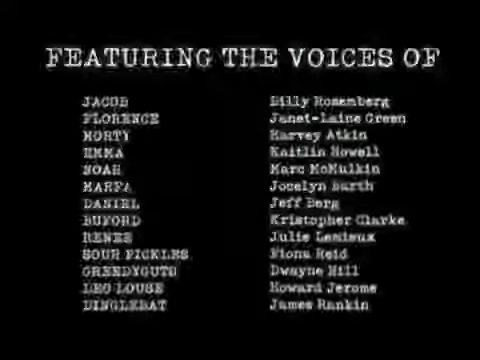 FEATURING THE VOICES OF
JACOB Billy Rosemberg
FLORENCE Janet-Laine Green
MORTY Harvey Atkin
EMMA Kaitlin Howell
NOAH Marc McMulkin
MARFA Jocelyn Barth
DANIEL Jeff Berg
BUFORD Kristopher Clarke
RENEE Julie Lemieux
SOUR PICKLES Fiona Reid
GREEDYGUTS Dwayne Hill
LEO LOUSE Howard Jerome
DINGLEBAT James Rankin